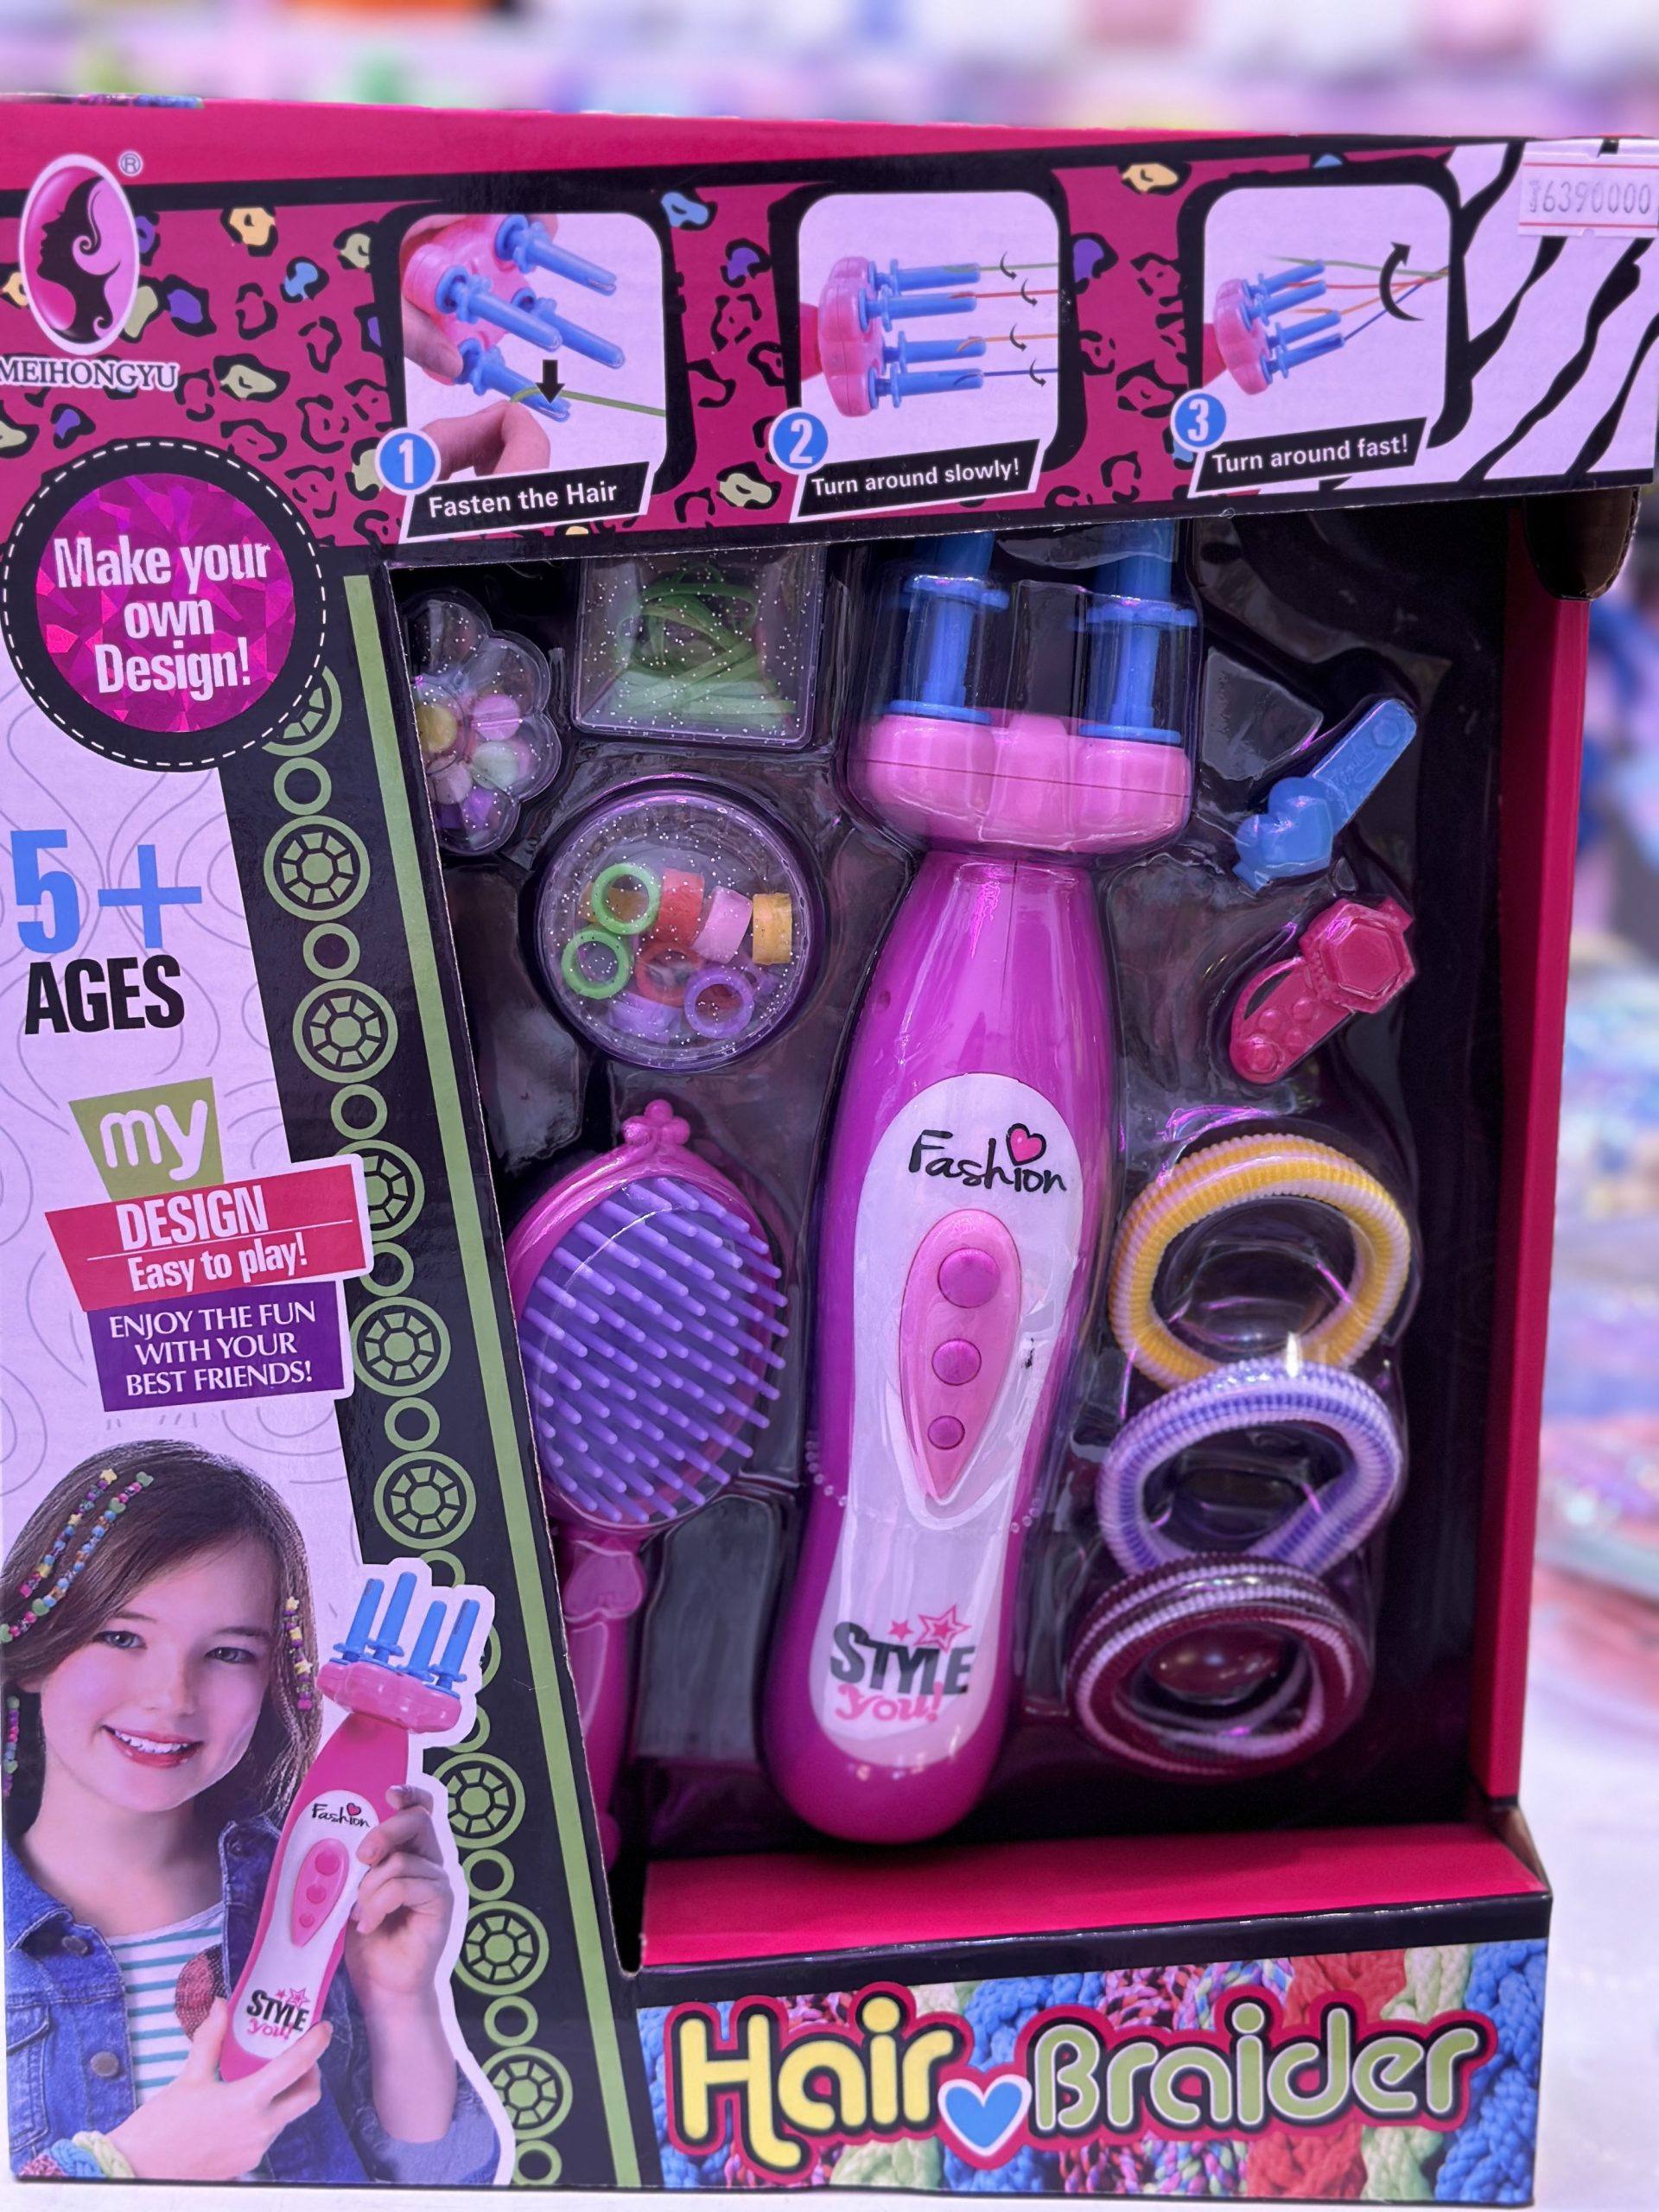 ®
MEIHONGYU
1
Fasten the Hair
2
Turn around slowly!
3
Turn around fast!
16390000
Make your
own
Design!
5+
AGES
my
DESIGN
Easy to play!
ENJOY THE FUN
WITH YOUR
BEST FRIENDS!
Fashion
STYLE
you!
Fashion
STYLE
you!
Hair Braider